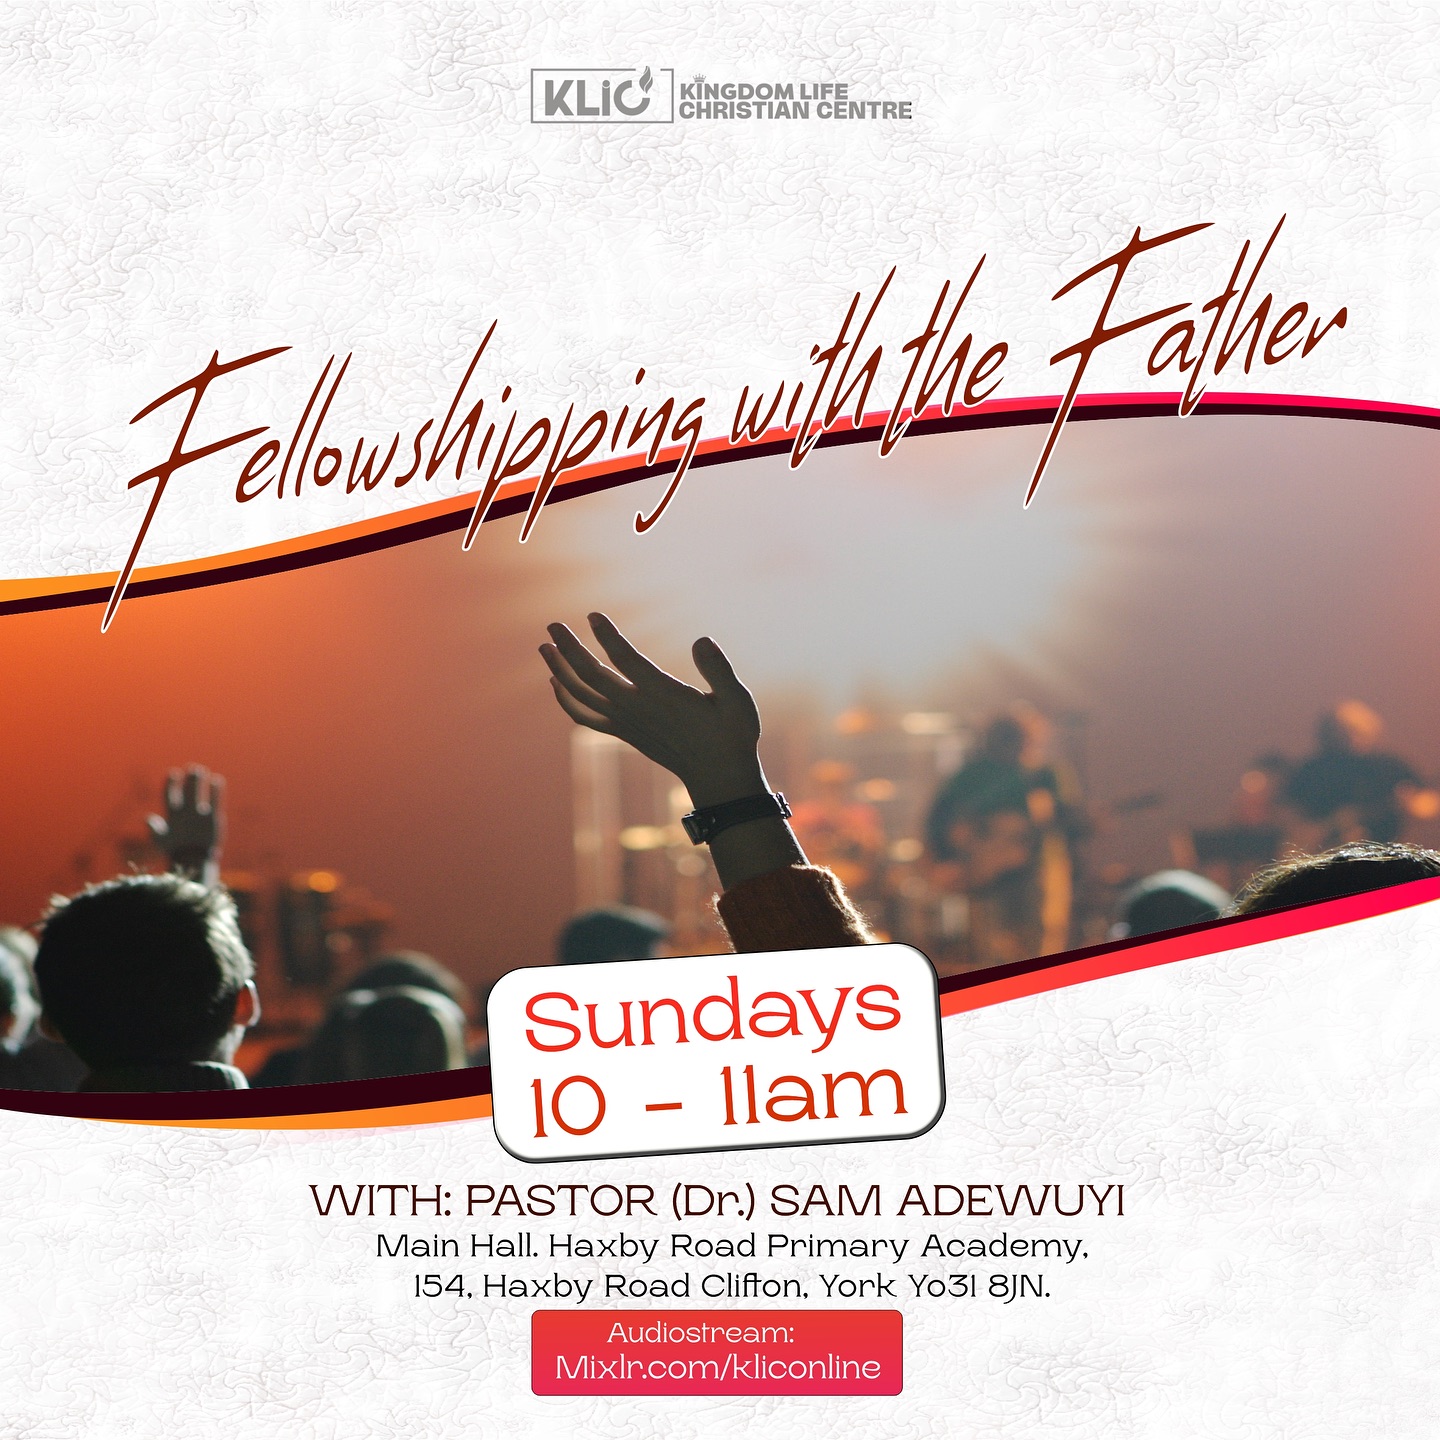 KLiC KINGDOM LIFE
CHRISTIAN CENTRE
Fellowshipping with the Father
Sundays
10 - 11am
WITH: PASTOR (Dr.) SAM ADEWUYI
Main Hall. Haxby Road Primary Academy,
154, Haxby Road Clifton, York Yo31 8JN.
Audiostream:
Mixlr.com/kliconline